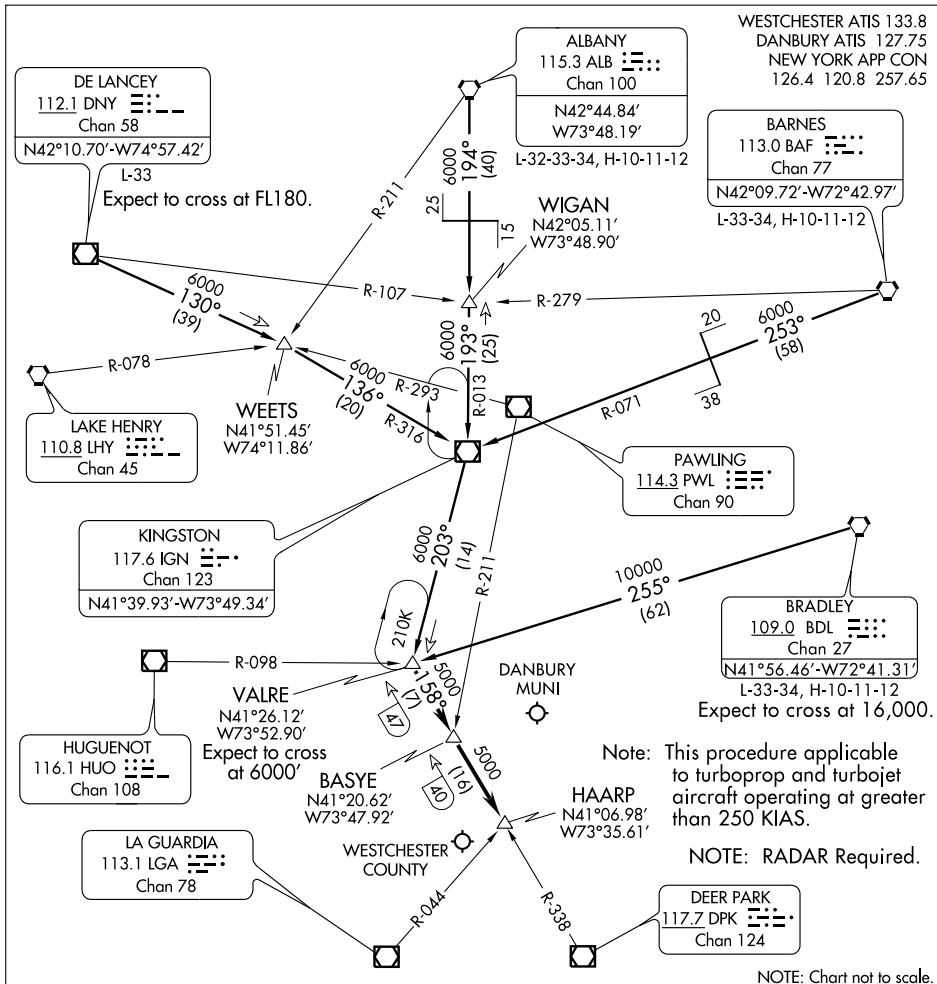 WESTCHESTER ATIS 133.8
DANBURY ATIS 127.75
NEW YORK APP CON
126.4 120.8 257.65
ALBANY
115.3 ALB
Chan 100
N42°44.84'
W73°48.19'
L-32-33-34, H-10-11-12
DE LANCEY
112.1 DNY
Chan 58
N42°10.70'-W74°57.42'
L-33
Expect to cross at FL180.
BARNES
113.0 BAF
Chan 77
N42°09.72'-W72°42.97'
L-33-34, H-10-11-12
6000
194°
(40)
R-211
25
15
WIGAN
N42°05.11'
W73°48.90'
R-107
R-279
6000
130°
(39)
6000
253°
(58)
20
38
R-071
6000
193°
(25)
R-013
R-078
6000
R-293
136°
(20)
R-316
WEETS
N41°51.45'
W74°11.86'
LAKE HENRY
110.8 LHY
Chan 45
PAWLING
114.3 PWL
Chan 90
KINGSTON
117.6 IGN
Chan 123
N41°39.93'-W73°49.34'
6000
203°
(14)
R-211
10000
255°
(62)
BRADLEY
109.0 BDL
Chan 27
N41°56.46'-W72°41.31'
L-33-34, H-10-11-12
Expect to cross at 16,000.
210K
R-098
VALRE
N41°26.12'
W73°52.90'
Expect to cross
at 6000'
5000
158°
(7)
47
DANBURY
MUNI
HUGUENOT
116.1 HUO
Chan 108
BASYE
N41°20.62'
W73°47.92'
5000
(16)
40
HAARP
N41°06.98'
W73°35.61'
Note: This procedure applicable
to turboprop and turbojet
aircraft operating at greater
than 250 KIAS.
NOTE: RADAR Required.
WESTCHESTER
COUNTY
LA GUARDIA
113.1 LGA
Chan 78
R-044
R-338
DEER PARK
117.7 DPK
Chan 124
NOTE: Chart not to scale.